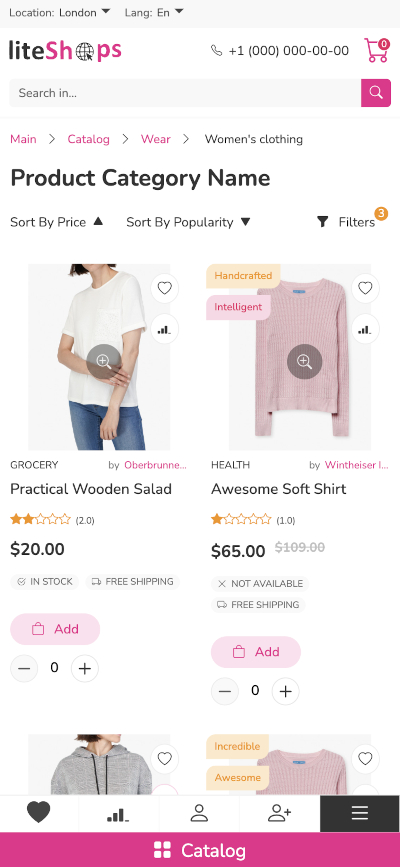 Location: London Lang: En
liteShops
+1 (000) 000-00-00 0
Search in...
Main Catalog Wear Women's clothing
Product Category Name
Sort By Price Sort By Popularity Filters 3
Handcrafted
Intelligent
GROCERY by Oberbrunne...
Practical Wooden Salad
(2.0)
$20.00
IN STOCK FREE SHIPPING
Add
0
HEALTH by Wintheiser I...
Awesome Soft Shirt
(1.0)
$65.00 $109.00
NOT AVAILABLE
FREE SHIPPING
Add
0
Incredible
Awesome
Catalog